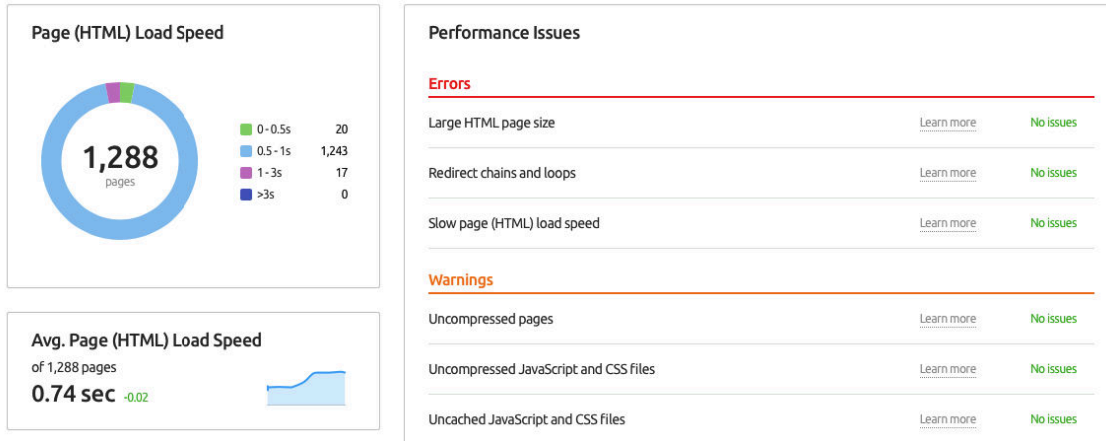 Page (HTML) Load Speed
1,288
pages
0 - 0.5s 20
0.5 - 1s 1,243
1 - 3s 17
>3s 0
Avg. Page (HTML) Load Speed
of 1,288 pages
0.74 sec -0.02
Performance Issues
Errors
Large HTML page size Learn more No issues
Redirect chains and loops Learn more No issues
Slow page (HTML) load speed Learn more No issues
Warnings
Uncompressed pages Learn more No issues
Uncompressed JavaScript and CSS files Learn more No issues
Uncached JavaScript and CSS files Learn more No issues